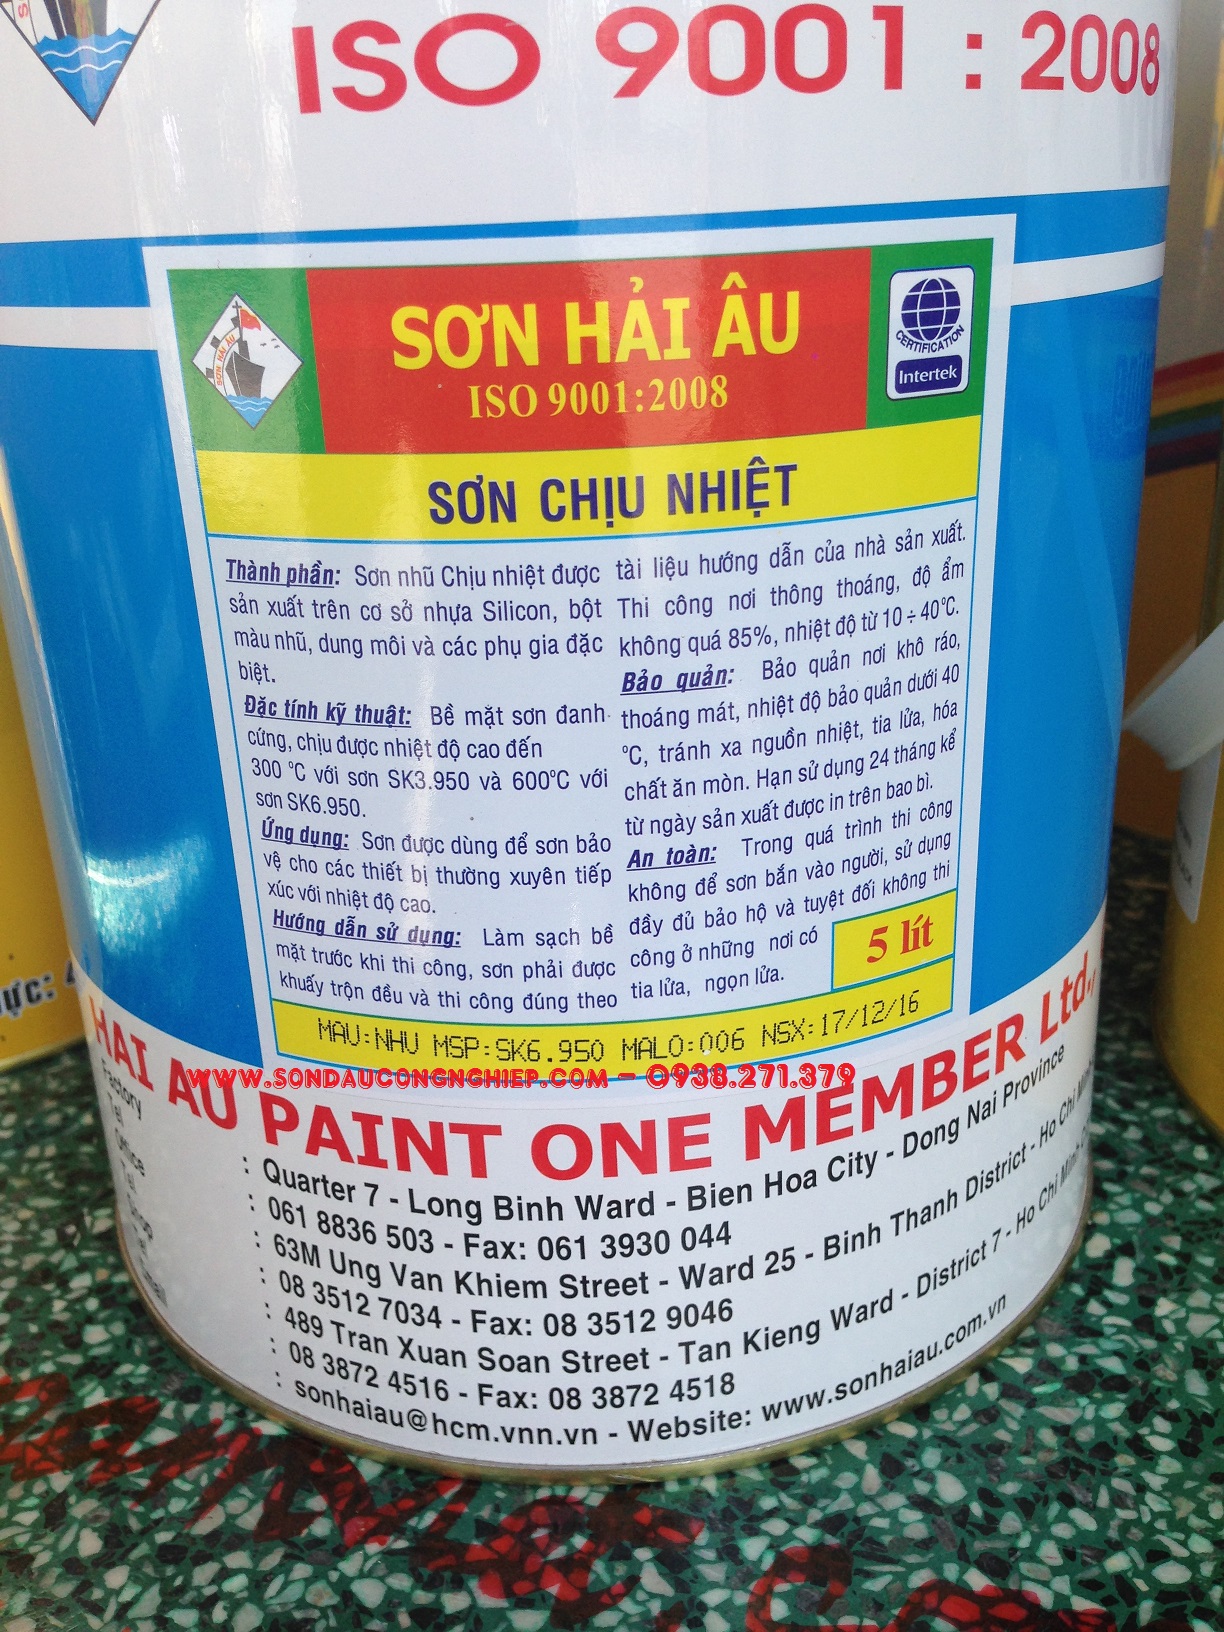 ISO 9001 : 2008
SƠN HẢI ÂU
SƠN HẢI ÂU
ISO 9001:2008
CERTIFICATION
Intertek
SƠN CHỊU NHIỆT
Thành phần: Sơn nhũ Chịu nhiệt được
sản xuất trên cơ sở nhựa Silicon, bột
màu nhũ, dung môi và các phụ gia đặc
biệt.
Đặc tính kỹ thuật: Bề mặt sơn đanh
cứng, chịu được nhiệt độ cao đến
300 °C với sơn SK3.950 và 600°C với
sơn SK6.950.
Ứng dụng: Sơn được dùng để sơn bảo
vệ cho các thiết bị thường xuyên tiếp
xúc với nhiệt độ cao.
Hướng dẫn sử dụng: Làm sạch bề
mặt trước khi thi công, sơn phải được
khuấy trộn đều và thi công đúng theo
tài liệu hướng dẫn của nhà sản xuất.
Thi công nơi thông thoáng, độ ẩm
không quá 85%, nhiệt độ từ 10 ÷ 40°C.
Bảo quản: Bảo quản nơi khô ráo,
thoáng mát, nhiệt độ bảo quản dưới 40
°C, tránh xa nguồn nhiệt, tia lửa, hóa
chất ăn mòn. Hạn sử dụng 24 tháng kể
từ ngày sản xuất được in trên bao bì.
An toàn: Trong quá trình thi công
không để sơn bắn vào người, sử dụng
đầy đủ bảo hộ và tuyệt đối không thi
công ở những nơi có
tia lửa, ngọn lửa.
5 lít
MAU:NHU MSP:SK6.950 MALO:006 NSX:17/12/16
WWW.SONDAUCONGNGHIEP.COM - 0938.271.379
HAI AU PAINT ONE MEMBER Ltd.,
Factory : Quarter 7 - Long Binh Ward - Bien Hoa City - Dong Nai Province
Tel : 061 8836 503 - Fax: 061 3930 044
Office : 63M Ung Van Khiem Street - Ward 25 - Binh Thanh District - Ho Chi Minh
Tel : 08 3512 7034 - Fax: 08 3512 9046
: 489 Tran Xuan Soan Street - Tan Kieng Ward - District 7 - Ho Chi Minh
: 08 3872 4516 - Fax: 08 3872 4518
: sonhaiau@hcm.vnn.vn - Website: www.sonhaiau.com.vn